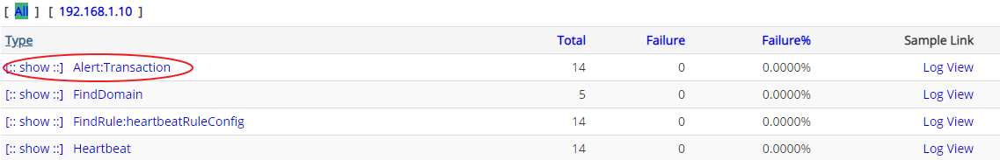 [ All ] [ 192.168.1.10 ]
Type Total Failure Failure% Sample Link
[:: show ::] Alert:Transaction 14 0 0.0000% Log View
[:: show ::] FindDomain 5 0 0.0000% Log View
[:: show ::] FindRule:heartbeatRuleConfig 14 0 0.0000% Log View
[:: show ::] Heartbeat 14 0 0.0000% Log View